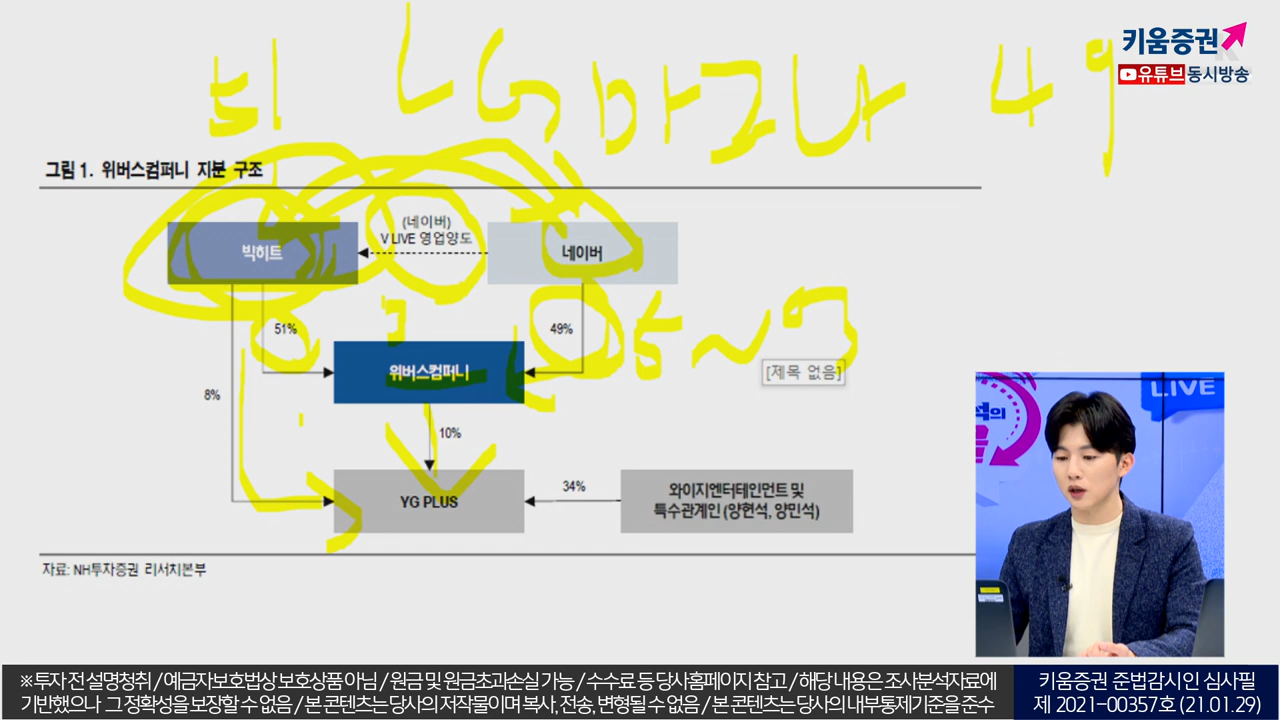 키움증권
유튜브 동시방송
LG 마그나 49
그림 1. 위버스컴퍼니 지분 구조
(네이버)
V LIVE 영업양도
빅히트
네이버
51%
49%
위버스컴퍼니
[제목 없음]
8%
10%
YG PLUS
34%
와이지엔터테인먼트 및
특수관계인 (양현석, 양민석)
자료: NH투자증권 리서치본부
LIVE
※ 투자 전 설명청취 / 예금자보호법상 보호상품 아님 / 원금 및 원금초과손실 가능 / 수수료 등 당사홈페이지 참고 / 해당 내용은 조사분석자료에
기반했으나 그 정확성을 보장할 수 없음 / 본 콘텐츠는 당사의 저작물이며 복사, 전송, 변형될 수 없음 / 본 콘텐츠는 당사의 내부통제기준을 준수
키움증권 준법감시인 심사필
제 2021-00357호 (21.01.29)